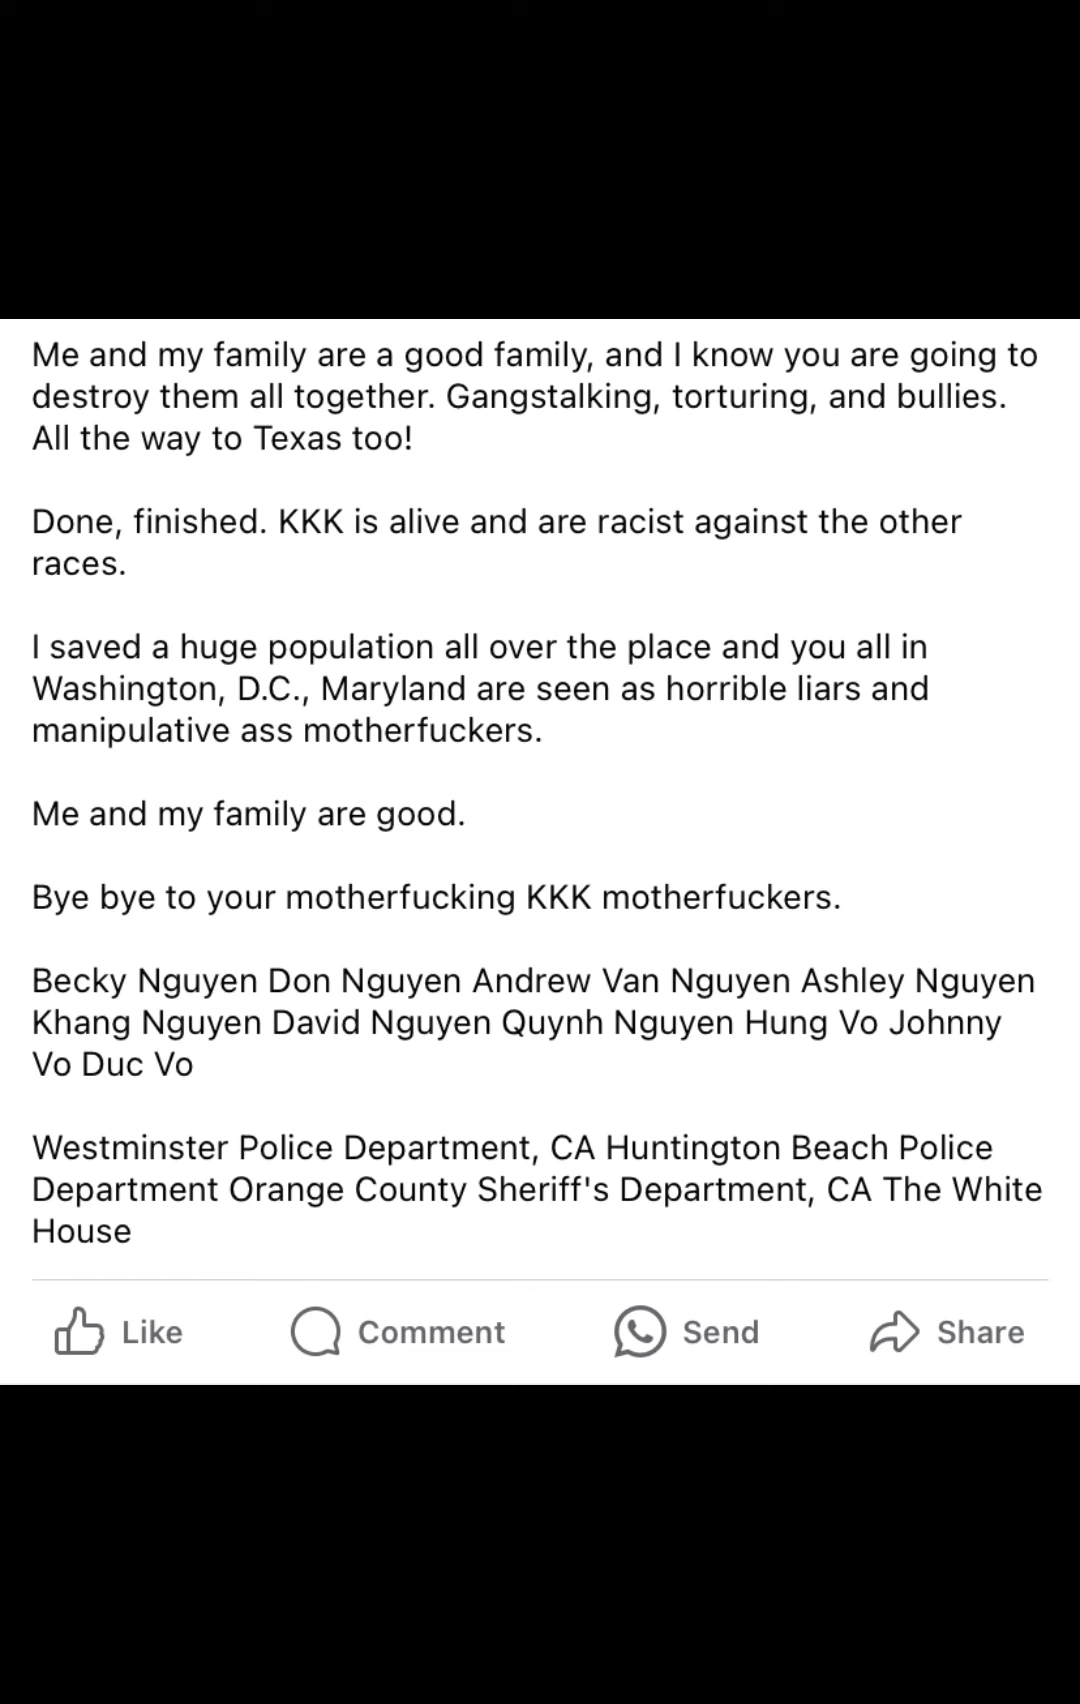 Me and my family are a good family, and I know you are going to
destroy them all together. Gangstalking, torturing, and bullies.
All the way to Texas too!
Done, finished. KKK is alive and are racist against the other
races.
I saved a huge population all over the place and you all in
Washington, D.C., Maryland are seen as horrible liars and
manipulative ass motherfuckers.
Me and my family are good.
Bye bye to your motherfucking KKK motherfuckers.
Becky Nguyen Don Nguyen Andrew Van Nguyen Ashley Nguyen
Khang Nguyen David Nguyen Quynh Nguyen Hung Vo Johnny
Vo Duc Vo
Westminster Police Department, CA Huntington Beach Police
Department Orange County Sheriff's Department, CA The White
House
Like Comment Send Share